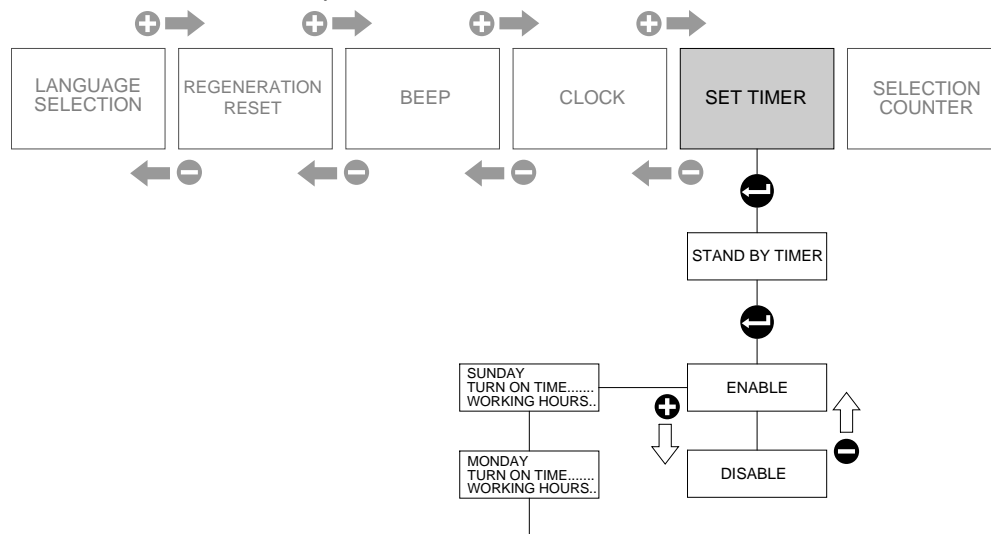 LANGUAGE
SELECTION
REGENERATION
RESET
BEEP
CLOCK
SET TIMER
SELECTION
COUNTER
STAND BY TIMER
SUNDAY
TURN ON TIME.......
WORKING HOURS..
ENABLE
MONDAY
TURN ON TIME.......
WORKING HOURS..
DISABLE